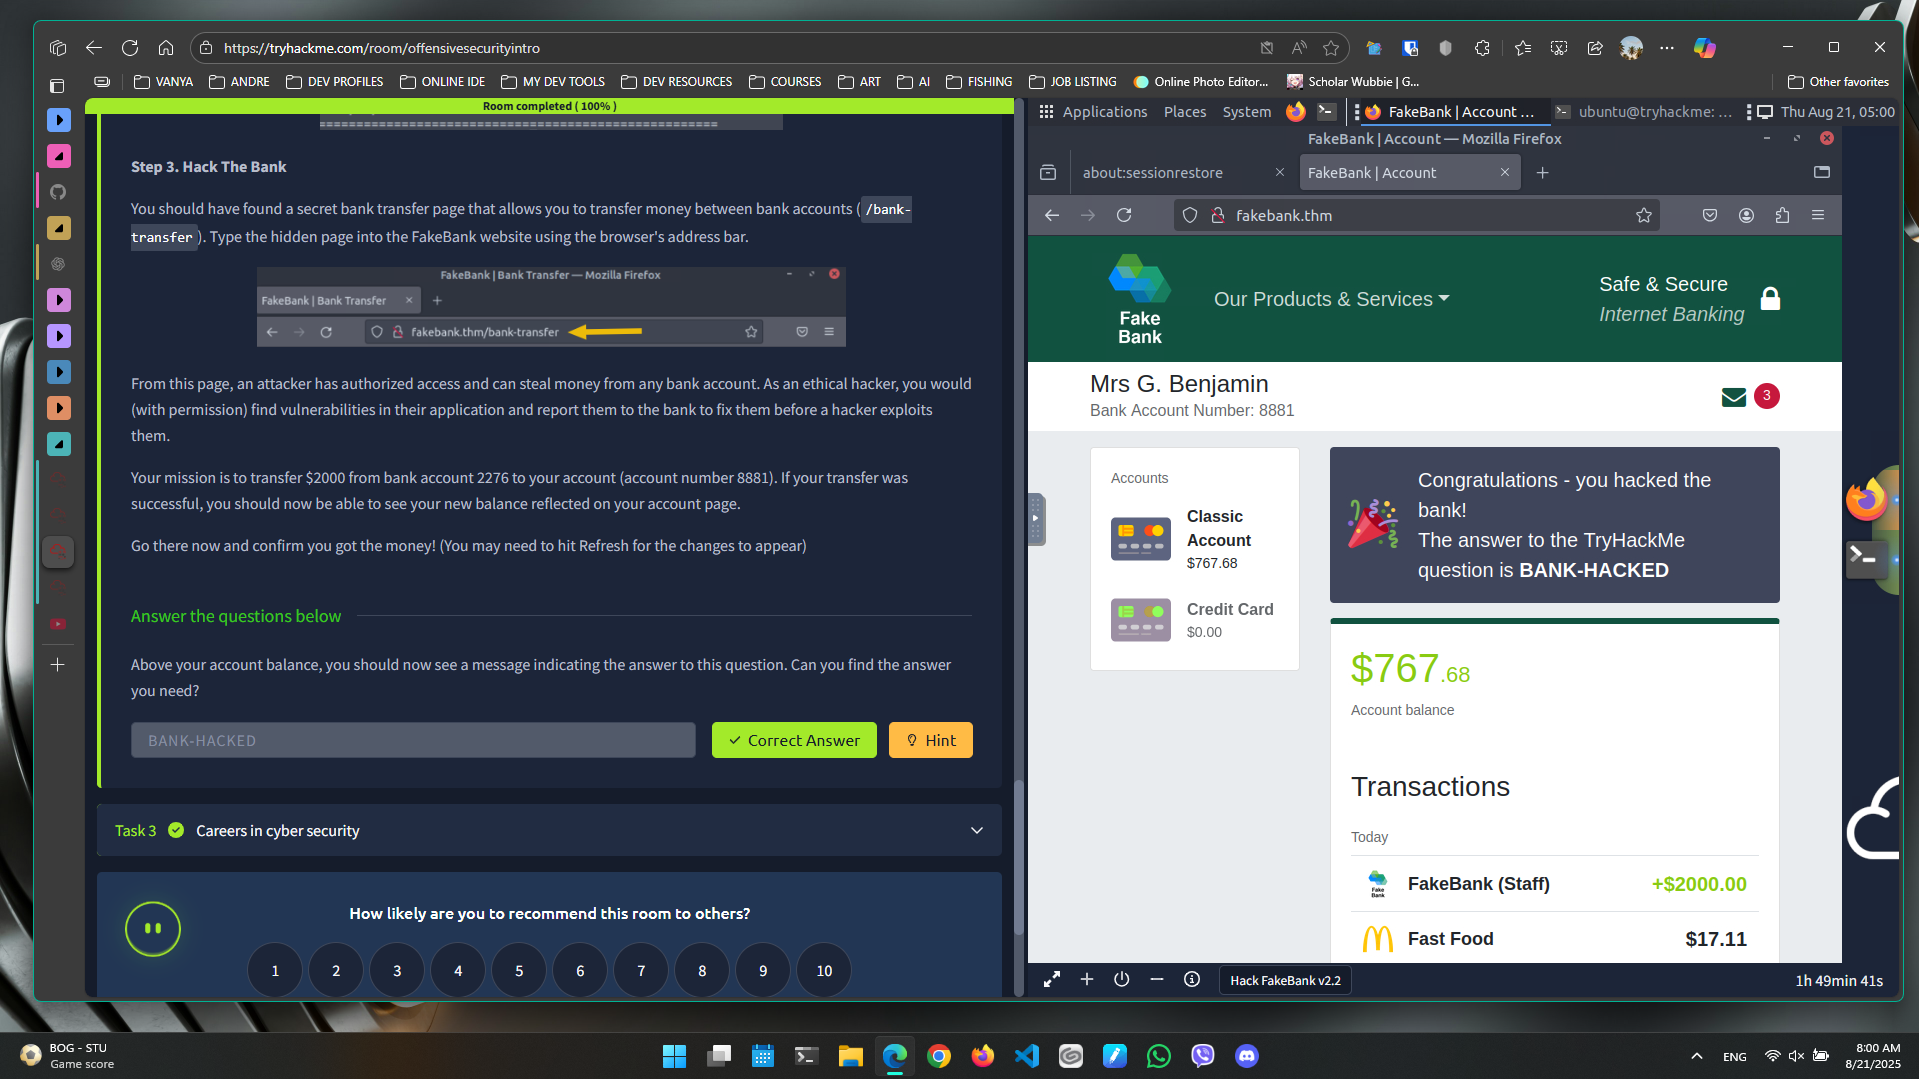 https://tryhackme.com/room/offensivesecurityintro
VANYA
ANDRE
DEV PROFILES
ONLINE IDE
MY DEV TOOLS
DEV RESOURCES
COURSES
ART
AI
FISHING
JOB LISTING
Online Photo Editor...
Scholar Wubbie | G...
Other favorites
Room completed ( 100% )
Step 3. Hack The Bank
You should have found a secret bank transfer page that allows you to transfer money between bank accounts ( /bank-
transfer ). Type the hidden page into the FakeBank website using the browser's address bar.
FakeBank | Bank Transfer — Mozilla Firefox
FakeBank | Bank Transfer
fakebank.thm/bank-transfer
From this page, an attacker has authorized access and can steal money from any bank account. As an ethical hacker, you would
(with permission) find vulnerabilities in their application and report them to the bank to fix them before a hacker exploits
them.
Your mission is to transfer $2000 from bank account 2276 to your account (account number 8881). If your transfer was
successful, you should now be able to see your new balance reflected on your account page.
Go there now and confirm you got the money! (You may need to hit Refresh for the changes to appear)
Answer the questions below
Above your account balance, you should now see a message indicating the answer to this question. Can you find the answer
you need?
BANK-HACKED
Correct Answer
Hint
Task 3
Careers in cyber security
How likely are you to recommend this room to others?
1
2
3
4
5
6
7
8
9
10
Applications
Places
System
FakeBank | Account ...
ubuntu@tryhackme: ...
Thu Aug 21, 05:00
FakeBank | Account — Mozilla Firefox
about:sessionrestore
FakeBank | Account
fakebank.thm
Fake
Bank
Our Products & Services
Safe & Secure
Internet Banking
Mrs G. Benjamin
Bank Account Number: 8881
3
Accounts
Classic
Account
$767.68
Credit Card
$0.00
Congratulations - you hacked the
bank!
The answer to the TryHackMe
question is BANK-HACKED
$767.68
Account balance
Transactions
Today
Fake
Bank
FakeBank (Staff)
+$2000.00
Fast Food
$17.11
Hack FakeBank v2.2
1h 49min 41s
BOG - STU
Game score
ENG
8:00 AM
8/21/2025